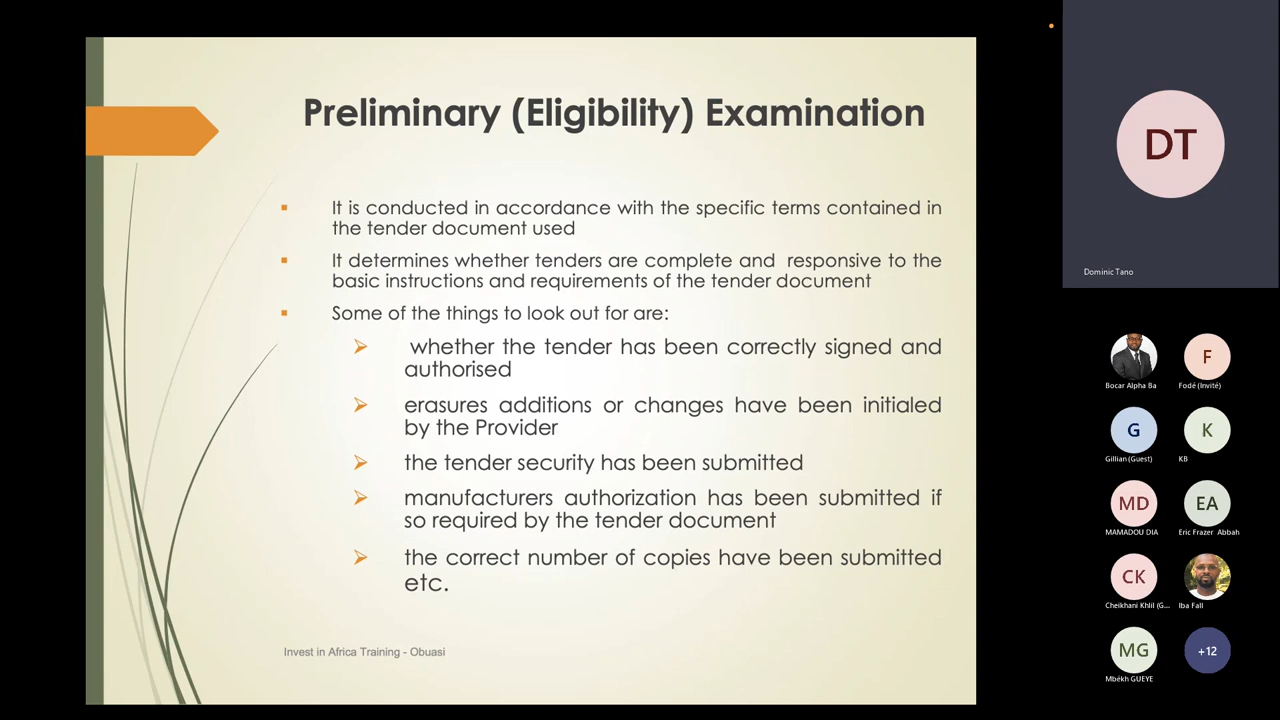 Preliminary (Eligibility) Examination
It is conducted in accordance with the specific terms contained in
the tender document used
It determines whether tenders are complete and responsive to the
basic instructions and requirements of the tender document
Some of the things to look out for are:
whether the tender has been correctly signed and
authorised
erasures additions or changes have been initialed
by the Provider
the tender security has been submitted
manufacturers authorization has been submitted if
so required by the tender document
the correct number of copies have been submitted
etc.
Invest in Africa Training - Obuasi
DT
Dominic Tano
Bocar Alpha Ba
F
Fodé (Invité)
G
Gillian (Guest)
K
KB
MD
MAMADOU DIA
EA
Eric Frazer Abbah
CK
Cheikhani Khlil (G...
Iba Fall
MG
Mbékh GUEYE
+12